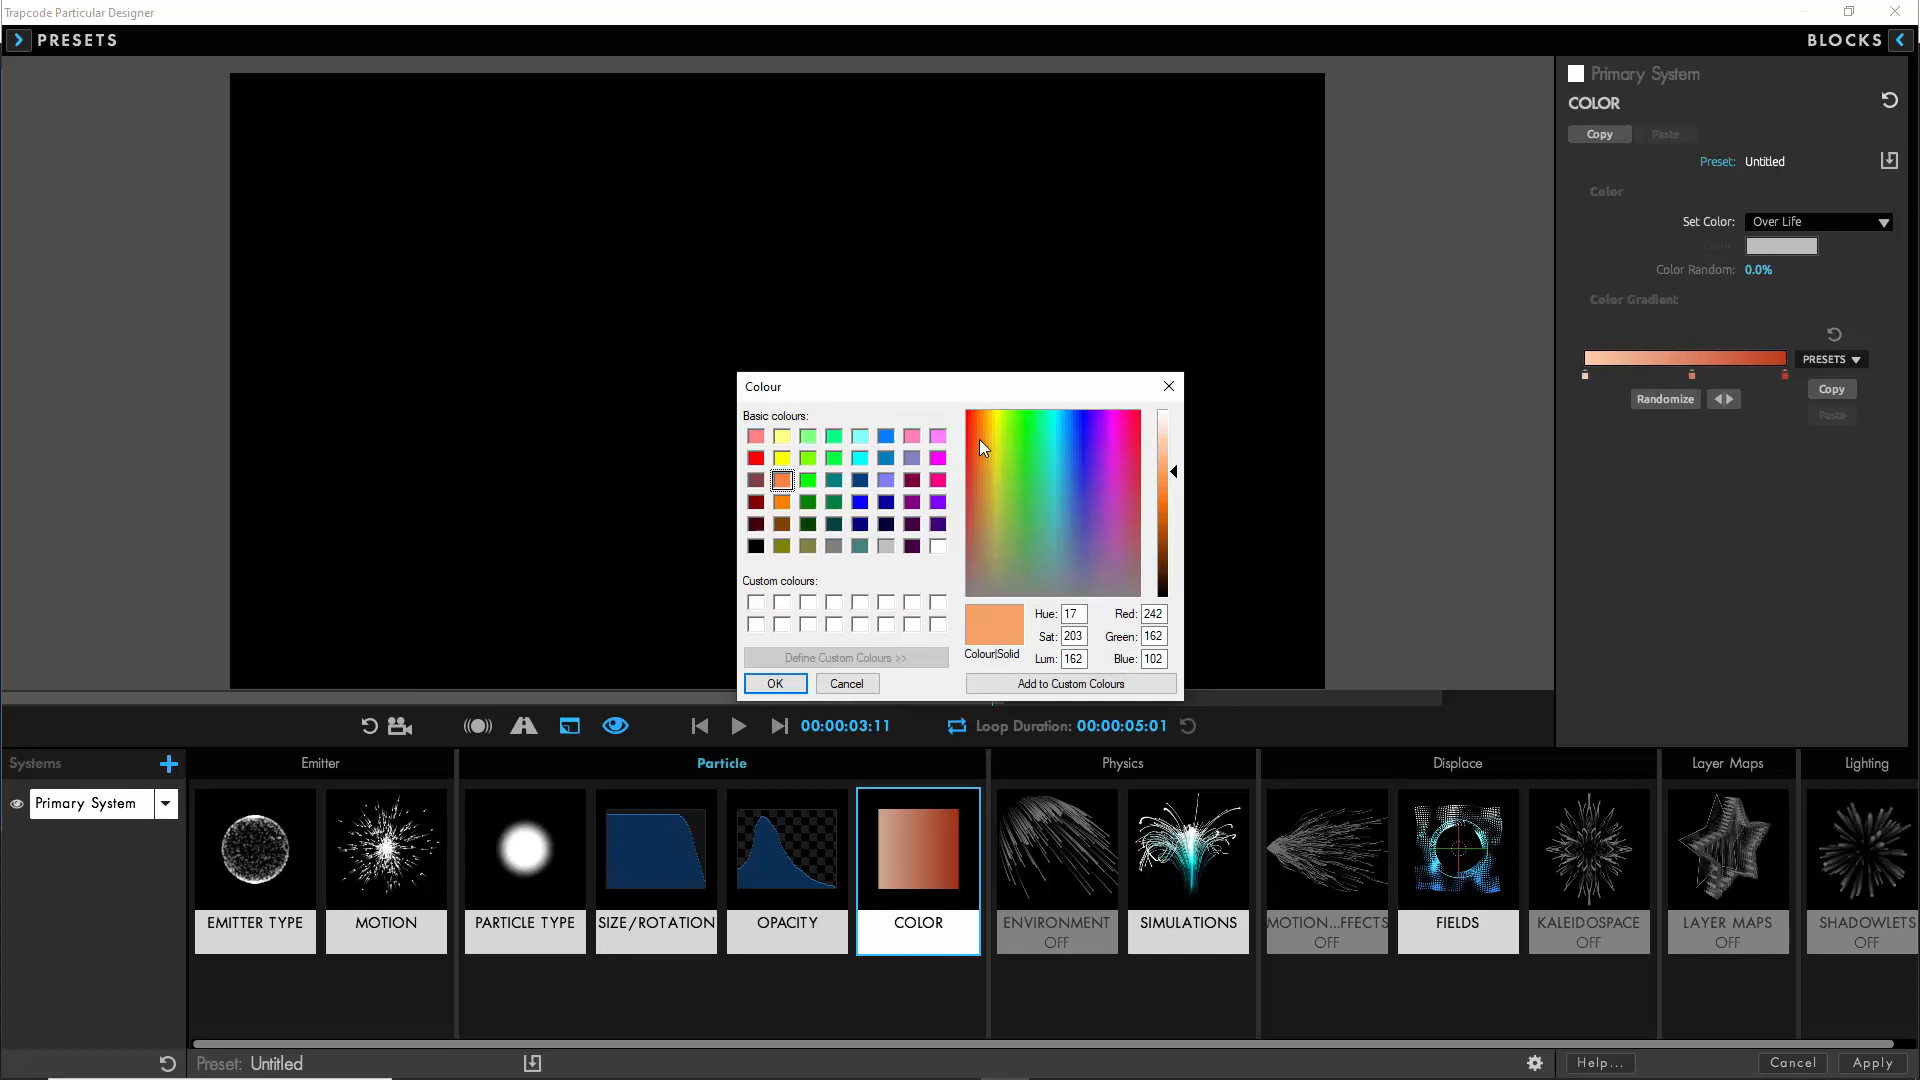 Trapcode Particular Designer
PRESETS
BLOCKS
Primary System
COLOR
Copy
Paste
Preset: Untitled
Color
Set Color: Over Life
Color Random: 0.0%
Color Gradient
PRESETS
Copy
Randomize
Paste
Colour
Basic colours:
Custom colours:
Define Custom Colours >>
OK
Cancel
Colour|Solid
Hue: 17
Red: 242
Sat: 203
Green: 162
Lum: 162
Blue: 102
Add to Custom Colours
00:00:03:11
Loop Duration: 00:00:05:01
Systems
Primary System
Emitter
Particle
Physics
Displace
Layer Maps
Lighting
EMITTER TYPE
MOTION
PARTICLE TYPE
SIZE/ROTATION
OPACITY
COLOR
ENVIRONMENT
OFF
SIMULATIONS
MOTION...FFECTS
OFF
FIELDS
KALEIDOSPACE
OFF
LAYER MAPS
OFF
SHADOWLETS
OFF
Preset: Untitled
Help...
Cancel
Apply